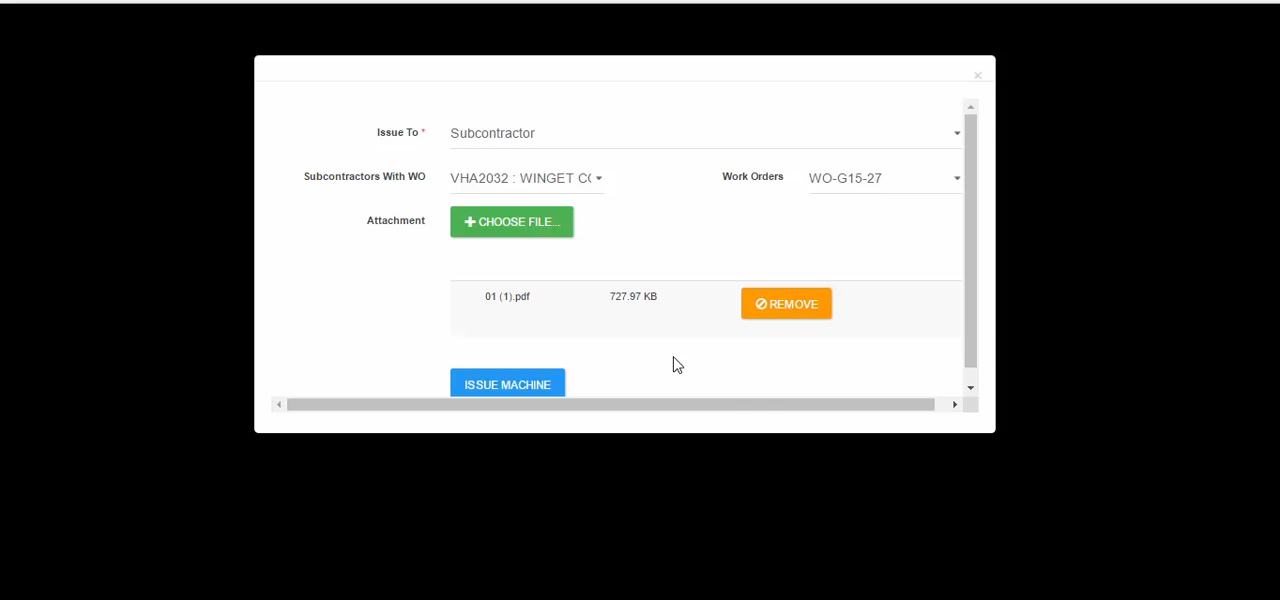 ×
Issue To * Subcontractor
Subcontractors With WO VHA2032 : WINGET Work Orders WO-G15-27
Attachment CHOOSE FILE...
01 (1).pdf 727.97 KB REMOVE
ISSUE MACHINE